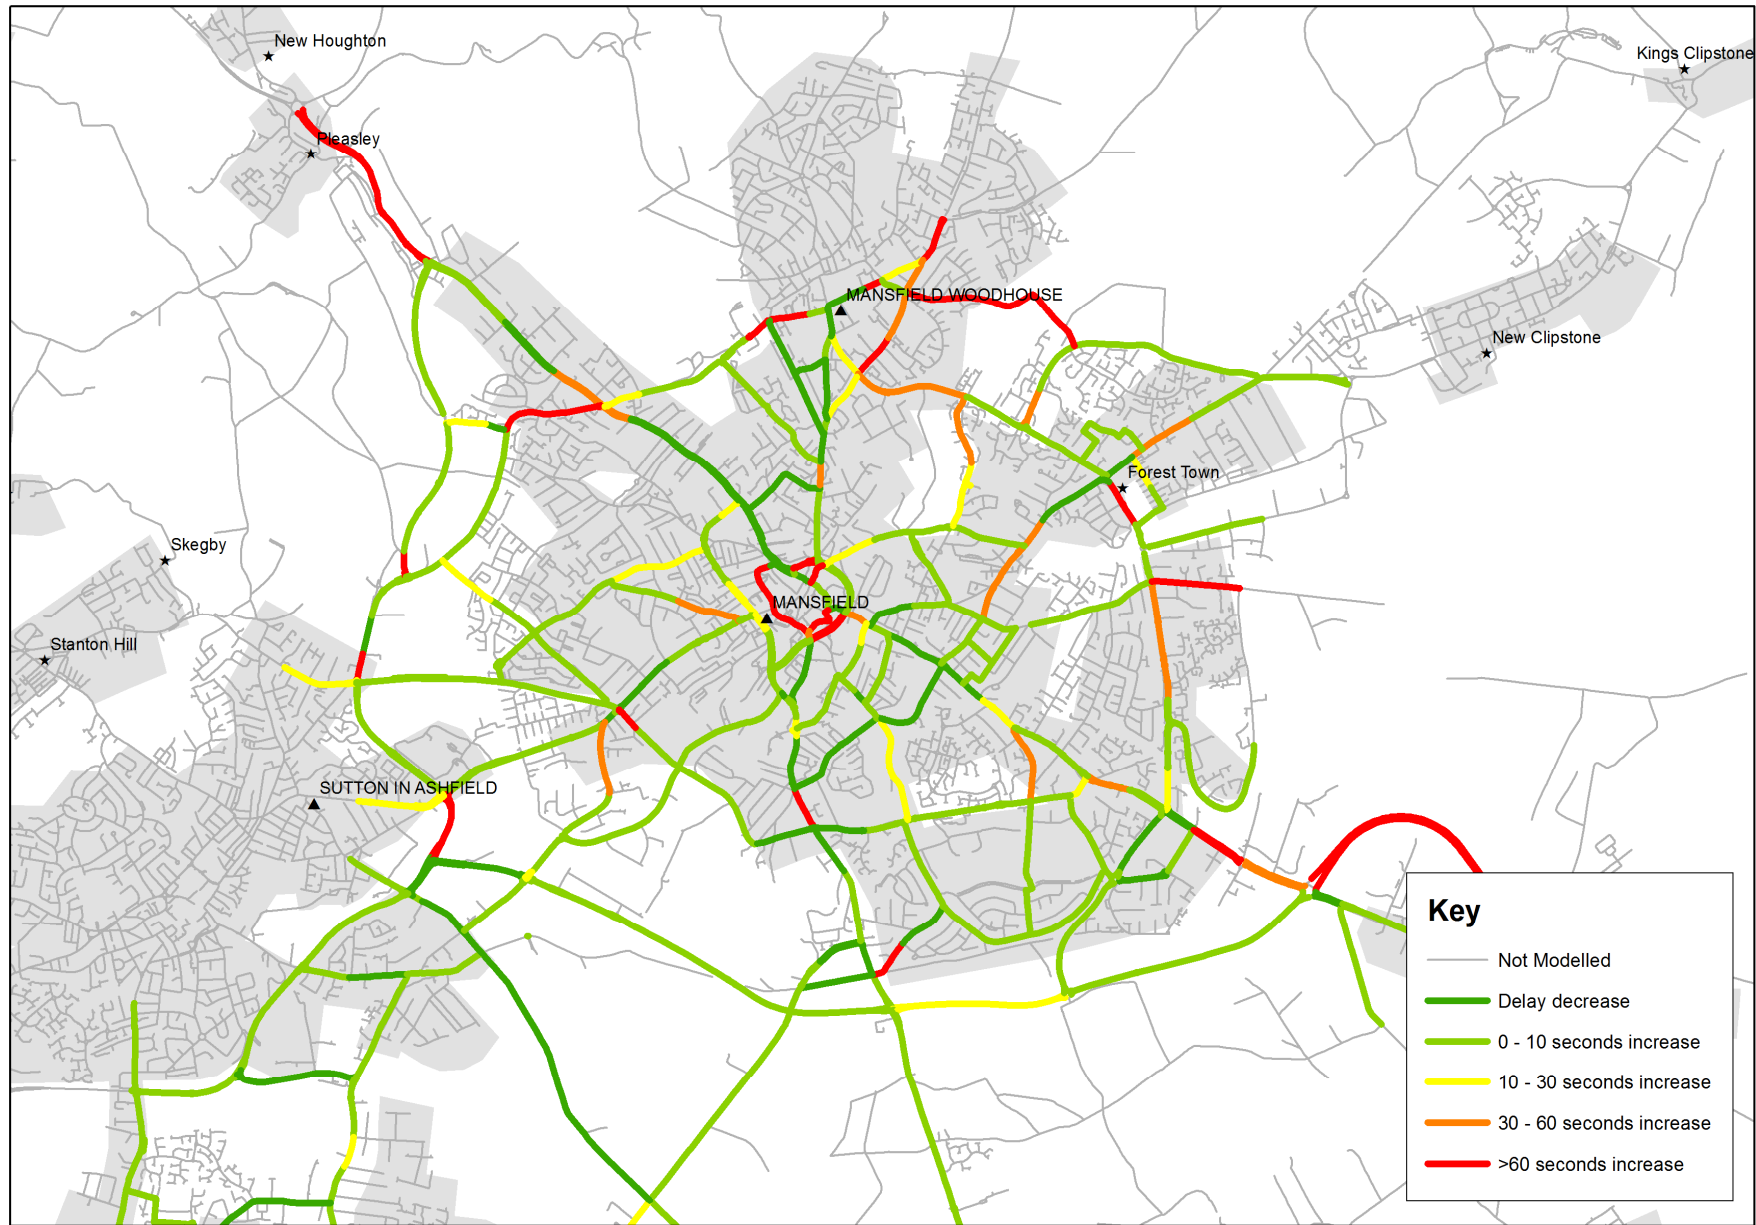 New Houghton
Kings Clipstone
Pleasley
MANSFIELD WOODHOUSE
New Clipstone
Forest Town
Skegby
MANSFIELD
Stanton Hill
SUTTON IN ASHFIELD
Key
Not Modelled
Delay decrease
0 - 10 seconds increase
10 - 30 seconds increase
30 - 60 seconds increase
>60 seconds increase